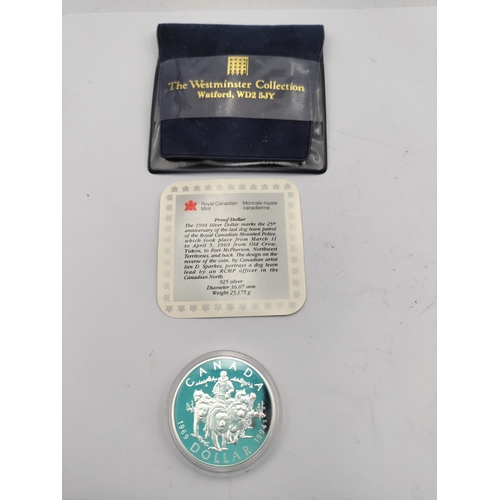 The Westminster Collection
Watford, WD2 5JY
Royal Canadian Mint
Monnaie royale canadienne
Proof Dollar
The 1994 Silver Dollar marks the 25th
anniversary of the last dog team patrol
of the Royal Canadian Mounted Police,
which took place from March 11
to April 5, 1969 from Old Crow,
Yukon, to Fort McPherson, Northwest
Territories, and back. The design on the
reverse of the coin, by Canadian artist
Ian D. Sparkes, portrays a dog team
lead by an RCMP officer in the
Canadian North.
.925 silver
Diameter 36.07 mm
Weight 25.175 g
CANADA
1969 1994
DOLLAR